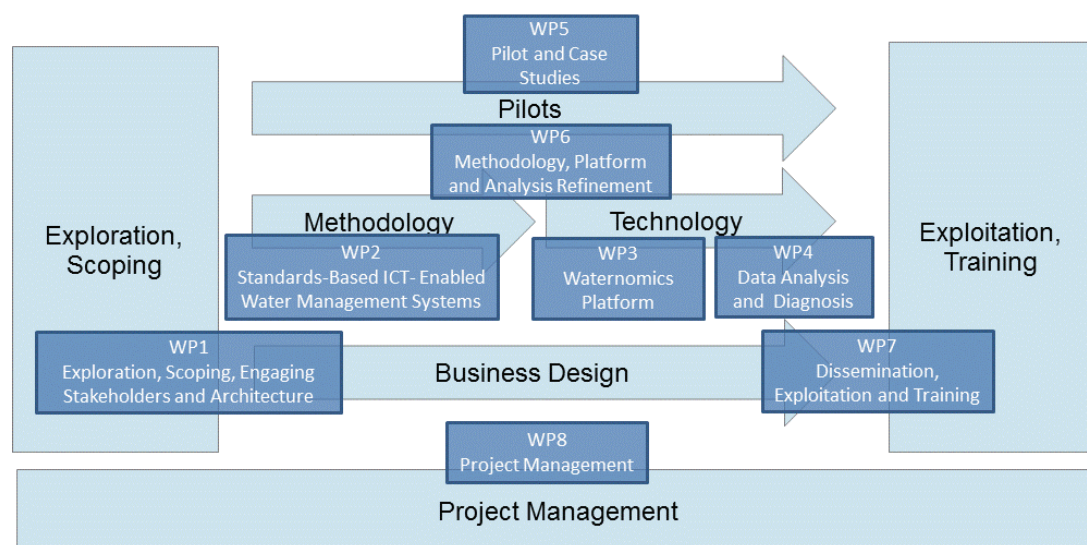 WP5
Pilot and Case
Studies
Pilots
WP6
Methodology, Platform
and Analysis Refinement
Exploration,
Scoping
Methodology
Technology
Exploitation,
Training
WP2
Standards-Based ICT- Enabled
Water Management Systems
WP3
Waternomics
Platform
WP4
Data Analysis
and Diagnosis
WP1
Exploration, Scoping, Engaging
Stakeholders and Architecture
Business Design
WP7
Dissemination,
Exploitation and Training
WP8
Project Management
Project Management